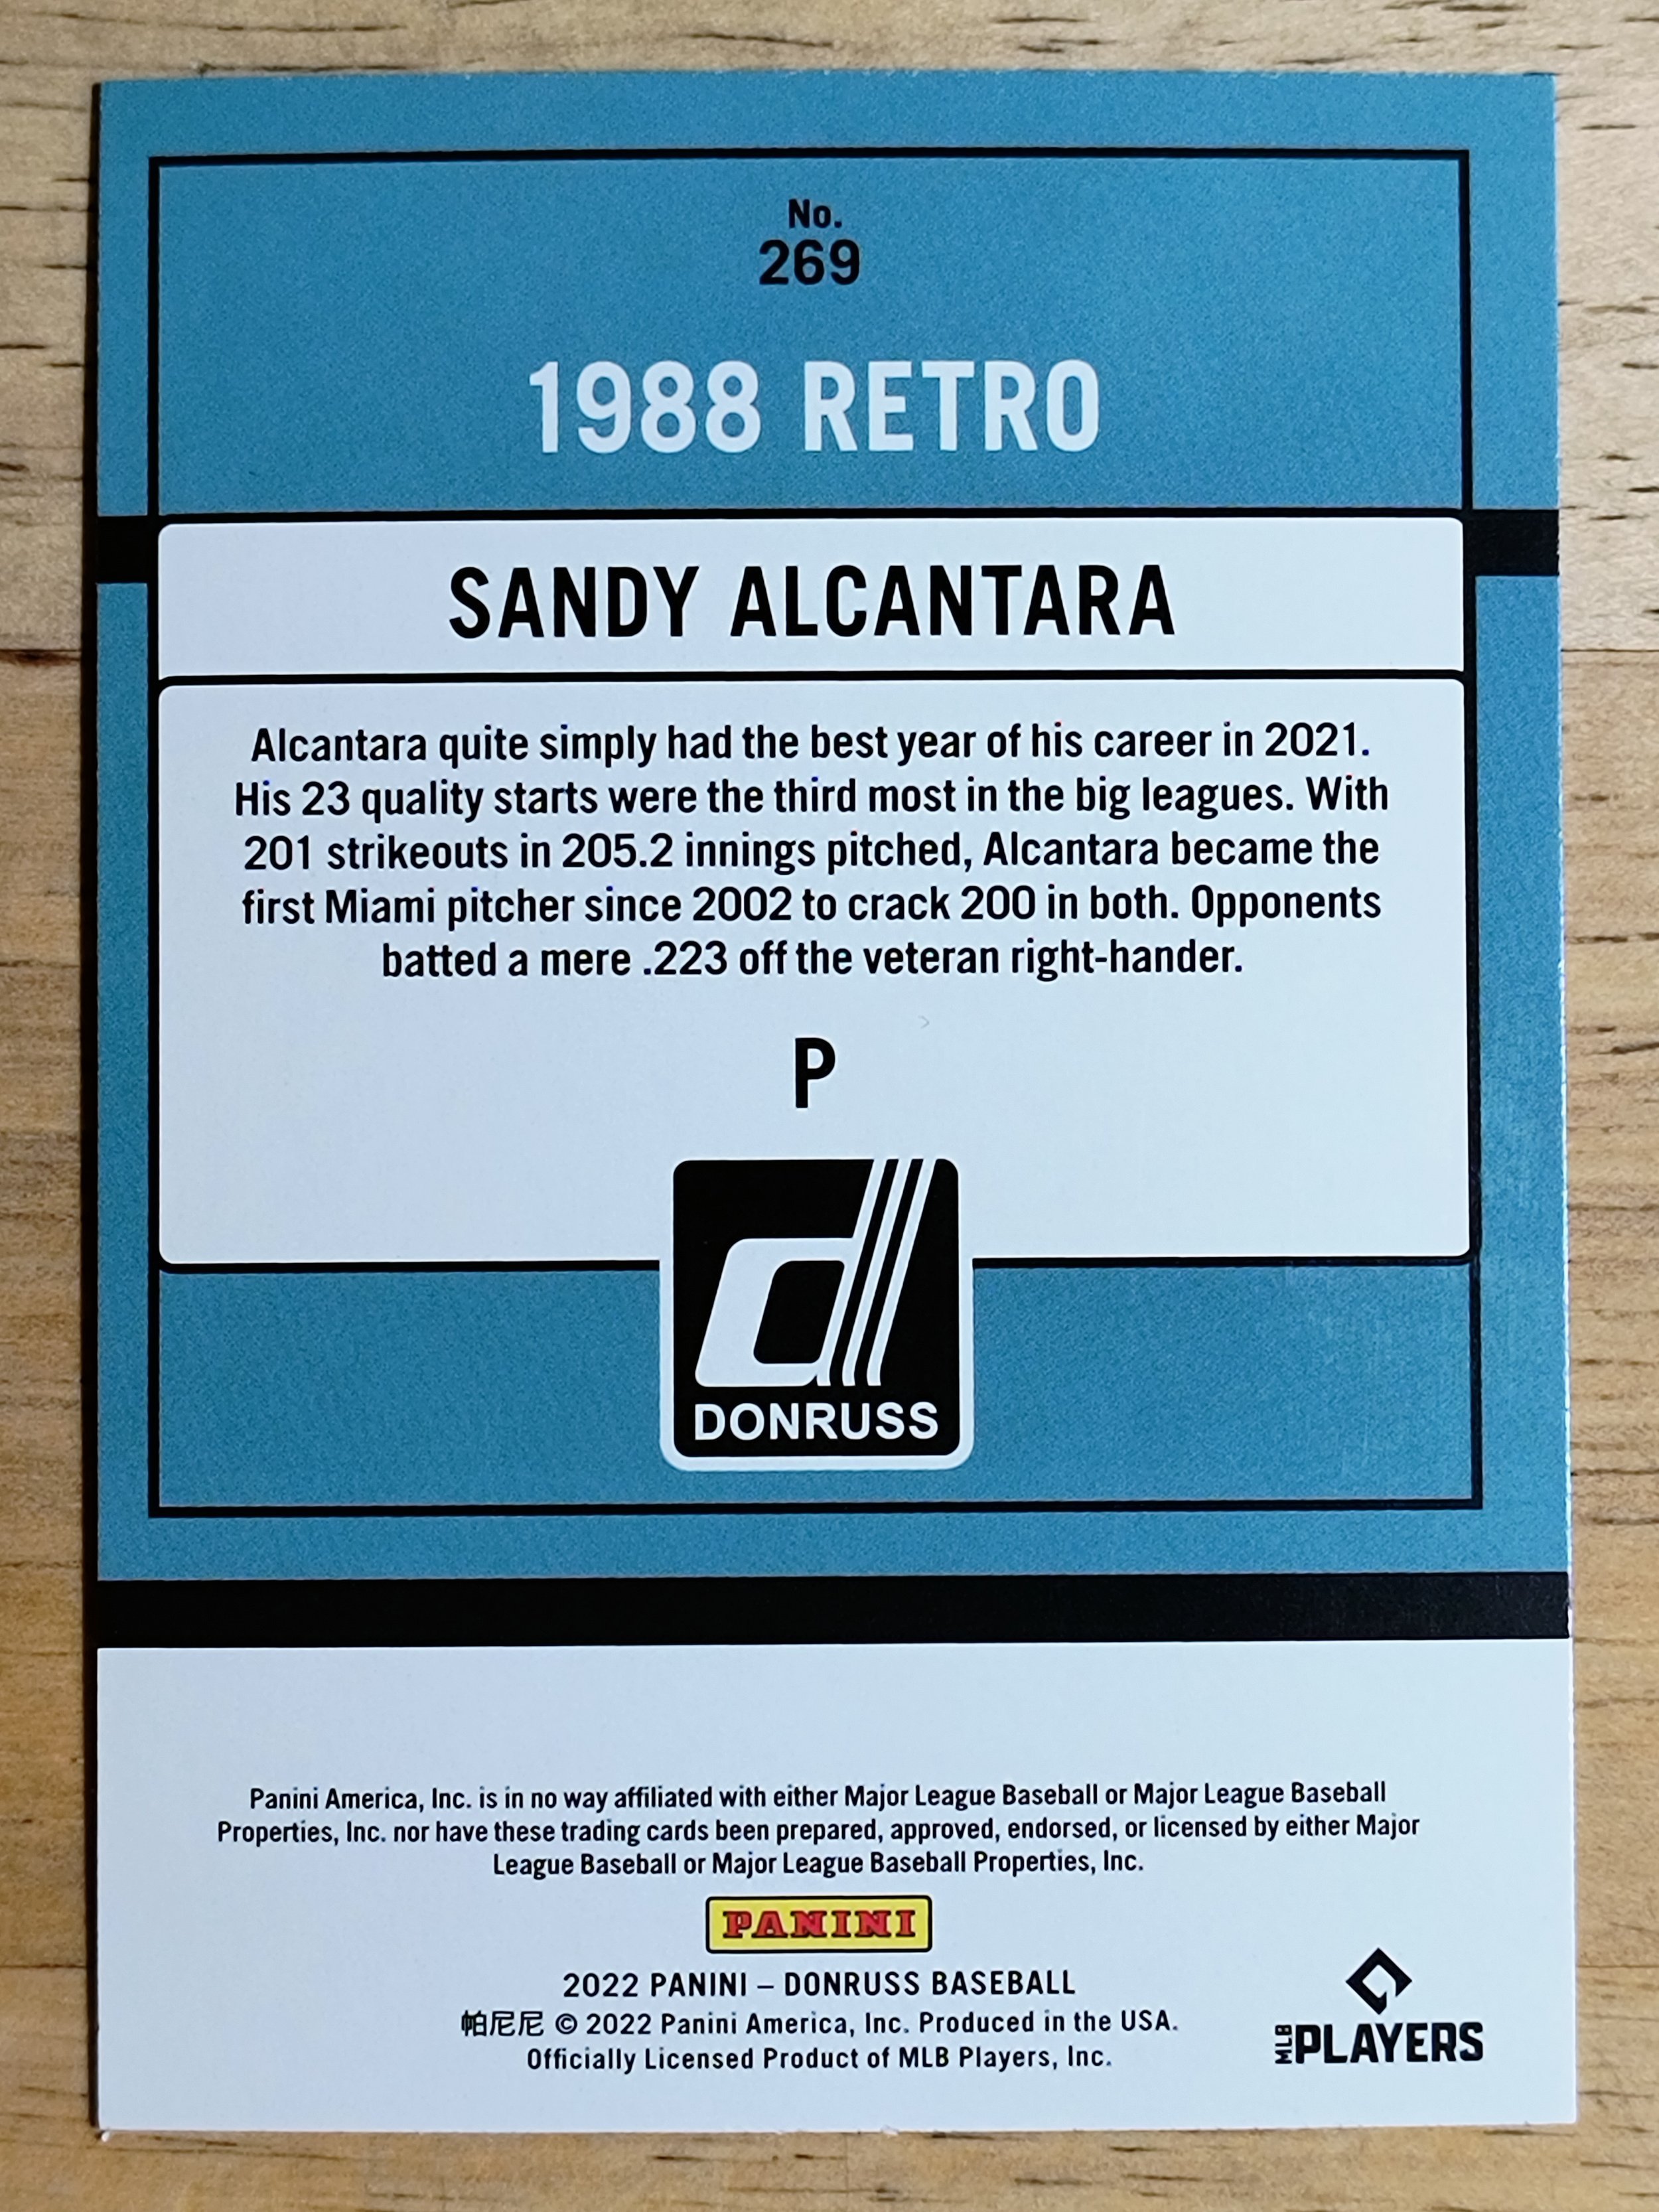 No.
269
1988 RETRO
SANDY ALCANTARA
Alcantara quite simply had the best year of his career in 2021.
His 23 quality starts were the third most in the big leagues. With
201 strikeouts in 205.2 innings pitched, Alcantara became the
first Miami pitcher since 2002 to crack 200 in both. Opponents
batted a mere .223 off the veteran right-hander.
P
d
DONRUSS
Panini America, Inc. is in no way affiliated with either Major League Baseball or Major League Baseball
Properties, Inc. nor have these trading cards been prepared, approved, endorsed, or licensed by either Major
League Baseball or Major League Baseball Properties, Inc.
PANINI
2022 PANINI – DONRUSS BASEBALL
帕尼尼 © 2022 Panini America, Inc. Produced in the USA.
Officially Licensed Product of MLB Players, Inc.
MLB PLAYERS